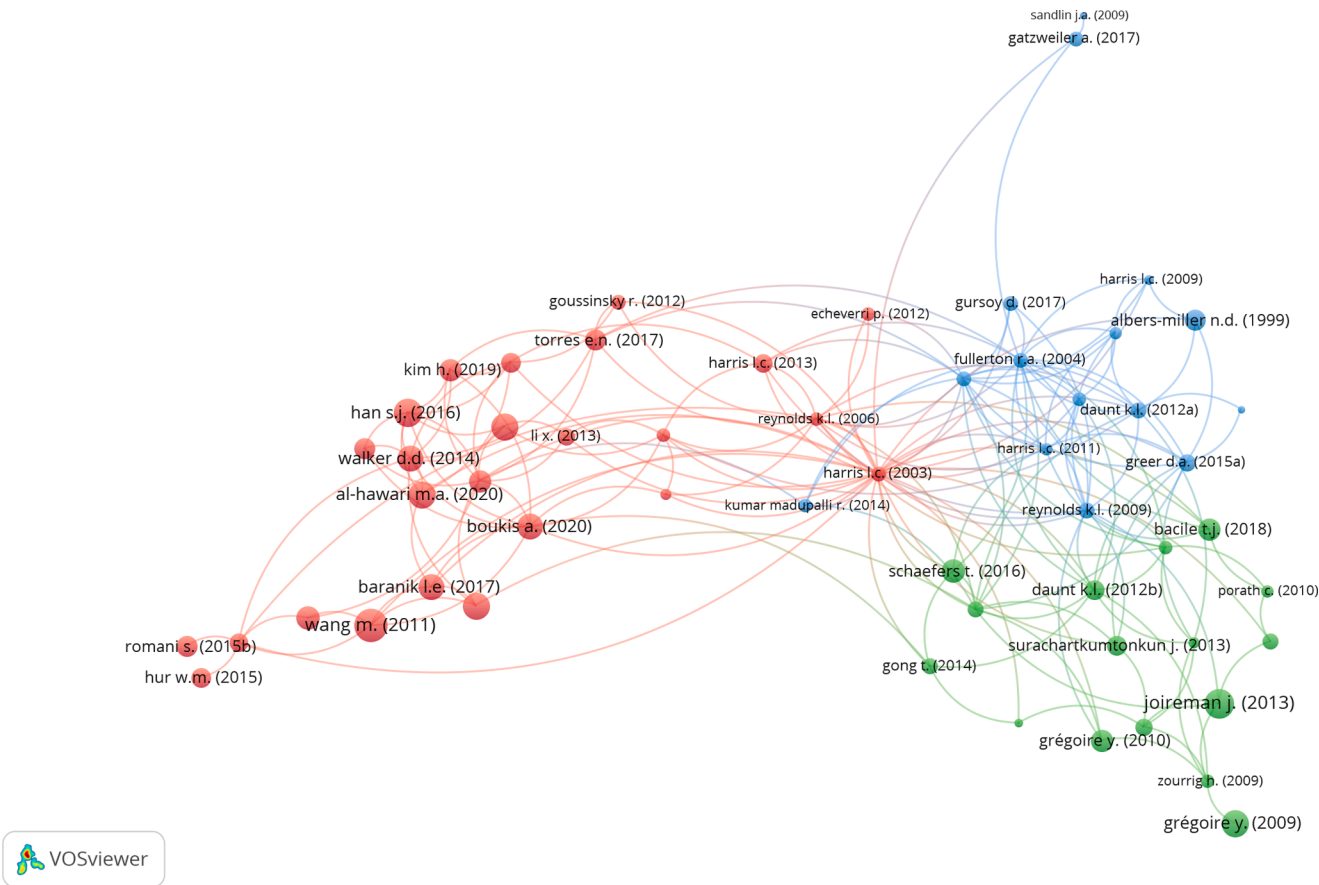 sandlin j.a. (2009)
gatzweiler a. (2017)
harris l.c. (2009)
goussinsky r. (2012)
gursoy d. (2017)
echeverri p. (2012)
albers-miller n.d. (1999)
torres e.n. (2017)
fullerton r.a. (2004)
harris l.c. (2013)
kim h. (2019)
han s.j. (2016)
daunt k.l. (2012a)
reynolds k.l. (2006)
li x. (2013)
harris l.c. (2011)
walker d.d. (2014)
greer d.a. (2015a)
harris l.c. (2003)
al-hawari m.a. (2020)
kumar madupalli r. (2014)
reynolds k.l. (2009)
boukis a. (2020)
bacile t.j. (2018)
schaefers t. (2016)
baranik l.e. (2017)
daunt k.l. (2012b)
porath c. (2010)
wang m. (2011)
romani s. (2015b)
surachartkumtonkun j. (2013)
gong t. (2014)
hur w.m. (2015)
joireman j. (2013)
grégoire y. (2010)
zourrig h. (2009)
grégoire y. (2009)
VOSviewer